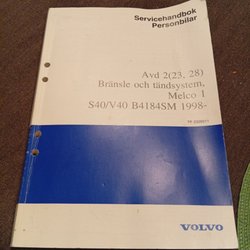 Servicehandbok
Personbilar
Avd 2(23, 28)
Bränsle och tändsystem,
Melco 1
S40/V40 B4184SM 1998-
VOLVO